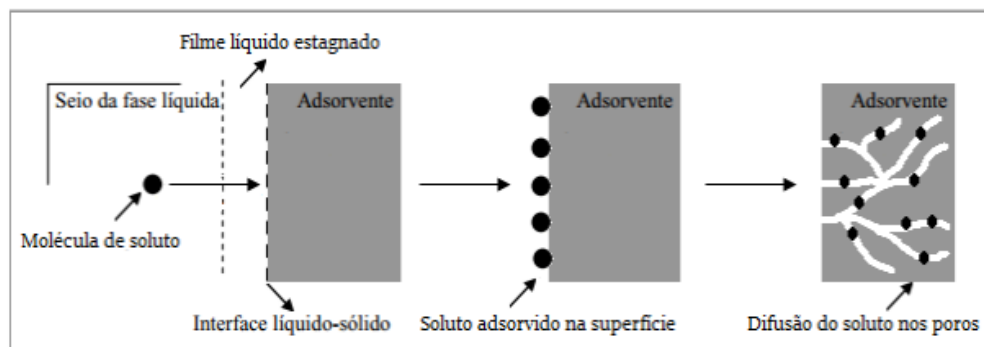 Filme líquido estagnado
Seio da fase líquida
Adsorvente
Adsorvente
Adsorvente
Molécula de soluto
Interface líquido-sólido
Soluto adsorvido na superfície
Difusão do soluto nos poros